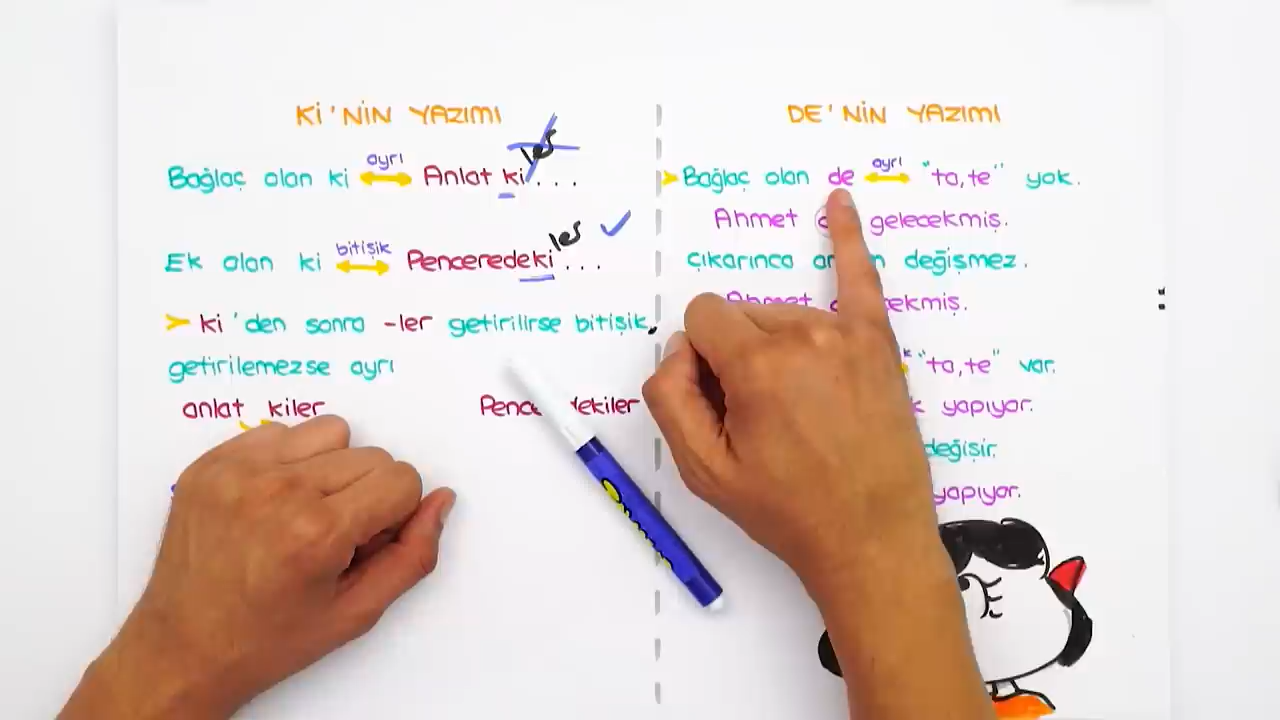 Kİ'NİN YAZIMI
Bağlaç olan ki ayrı Anlat ki...
ler
Ek olan ki bitişik Penceredeki...
ler
ki'den sonra -ler getirilirse bitişik,
getirilemezse ayrı
anlat kiler
DE'NİN YAZIMI
Bağlaç olan de ayrı "ta,te" yok.
Ahmet gelecekmiş.
çıkarınca değişmez.
Ahmet
"ta,te" var.
yapıyor.
değişir.
yapıyor.